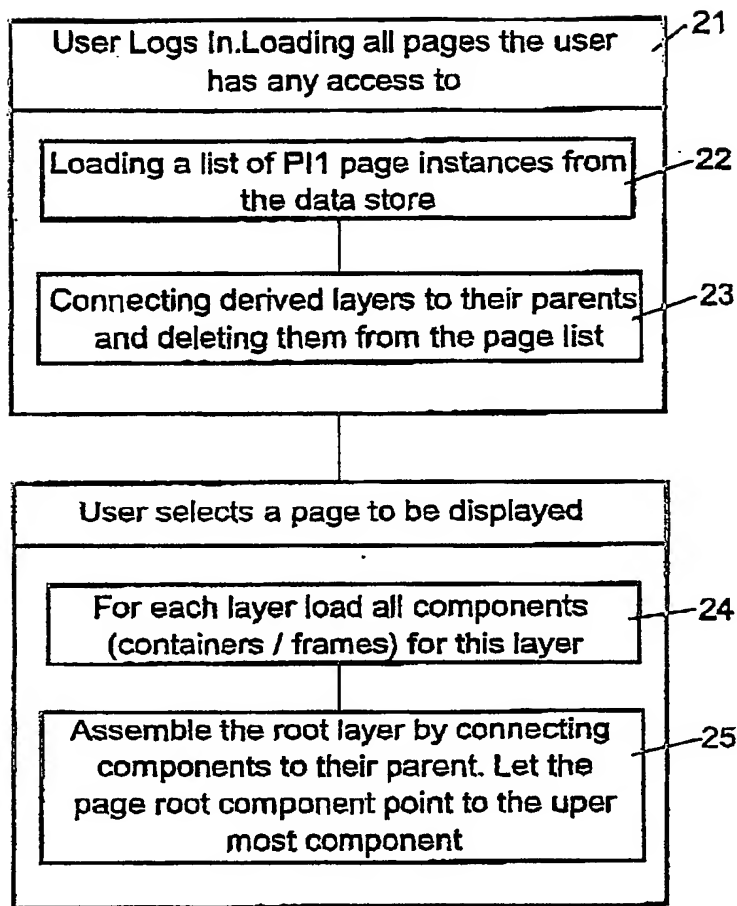 User Logs In.Loading all pages the user
has any access to
21
Loading a list of PI1 page instances from
the data store
22
Connecting derived layers to their parents
and deleting them from the page list
23
User selects a page to be displayed
For each layer load all components
(containers / frames) for this layer
24
Assemble the root layer by connecting
components to their parent. Let the
page root component point to the uper
most component
25